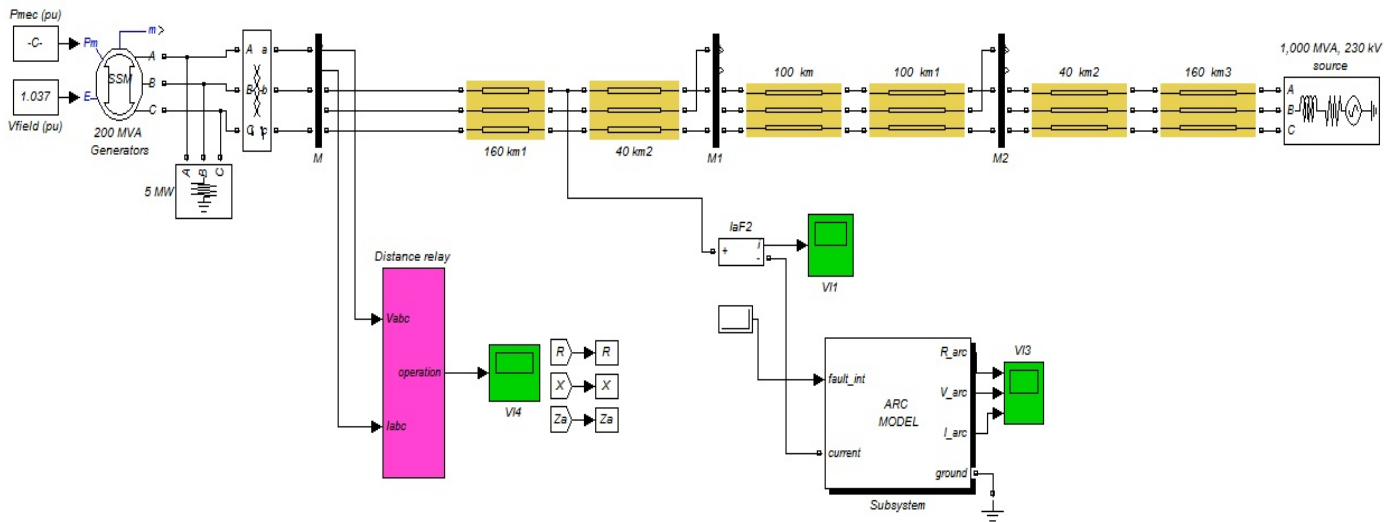 Pmec (pu)
-C-
Pm
m
SSM
1.037
E
Vfield (pu)
200 MVA
Generators
A
B
C
A
B
C
5 MW
A
B
C
a
b
M
160 km1
40 km2
M1
100 km
100 km1
M2
40 km2
160 km3
1,000 MVA, 230 kV
source
A
B
C
IaF2
+
i
-
VI1
Distance relay
Vabc
operation
Iabc
VI4
R
R
X
X
Za
Za
fault_int
ARC
MODEL
current
R_arc
V_arc
I_arc
ground
Subsystem
VI3